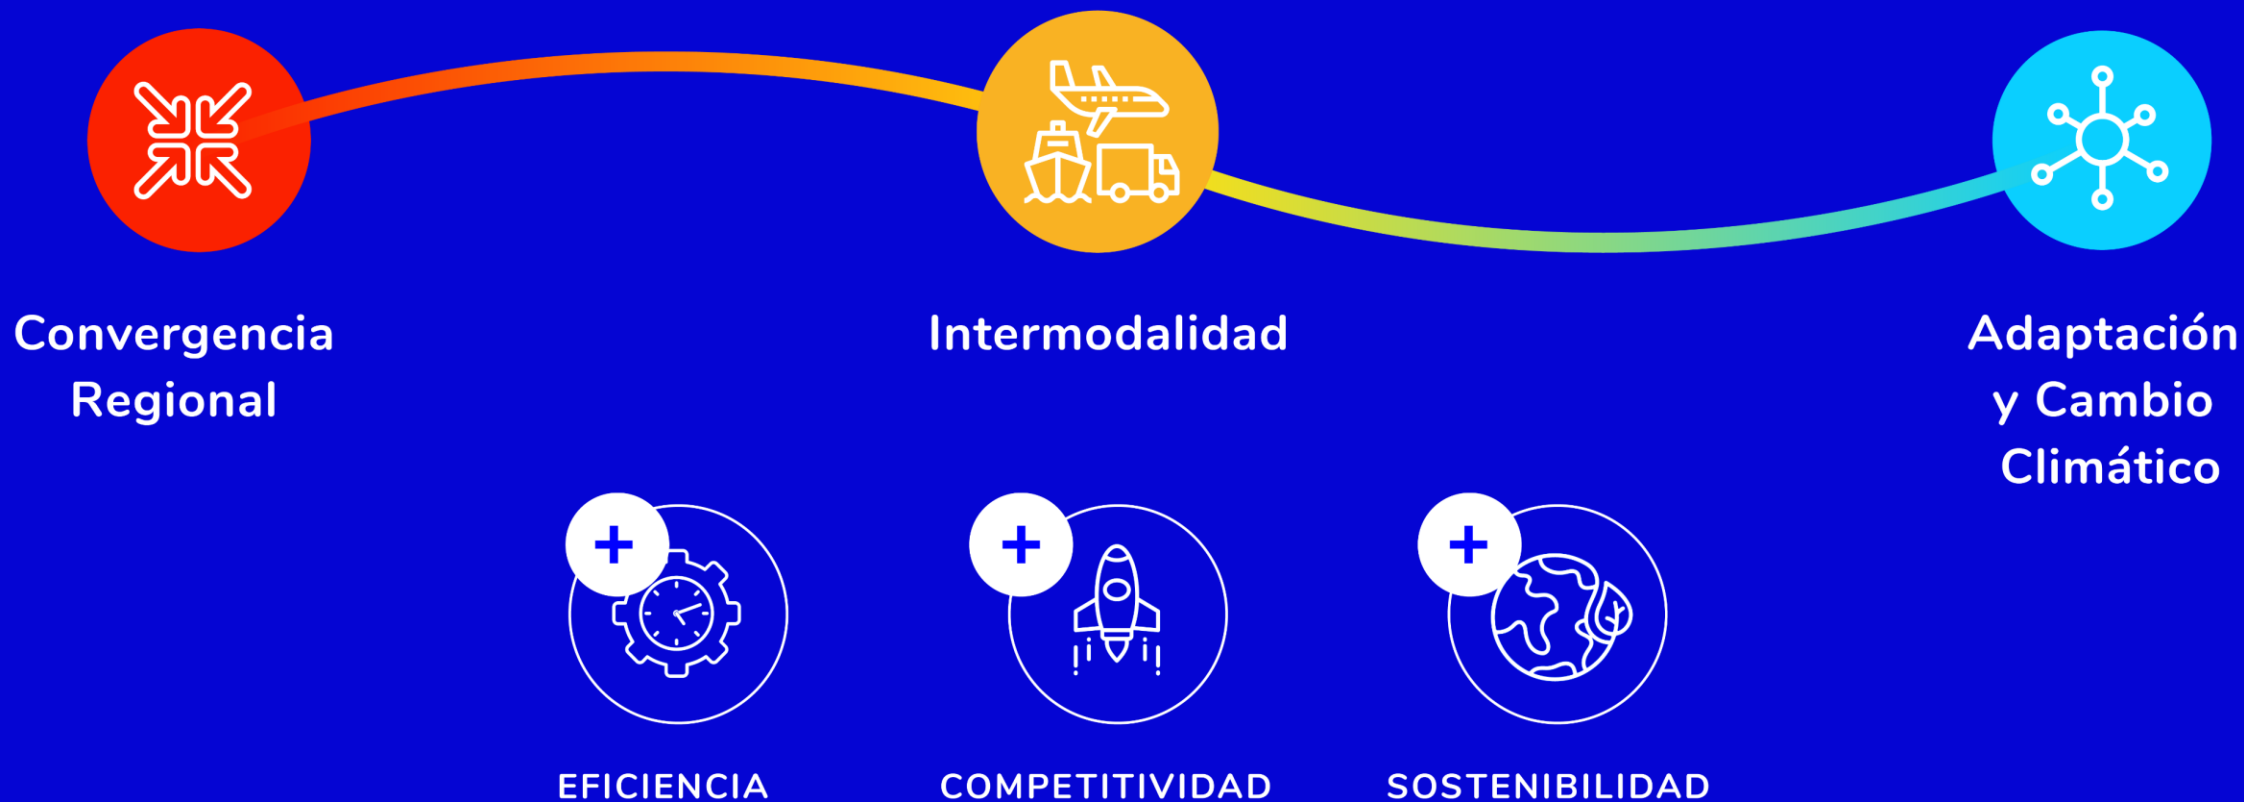 Convergencia
Regional
Intermodalidad
Adaptación
y Cambio
Climático
+
+
+
EFICIENCIA
COMPETITIVIDAD
SOSTENIBILIDAD